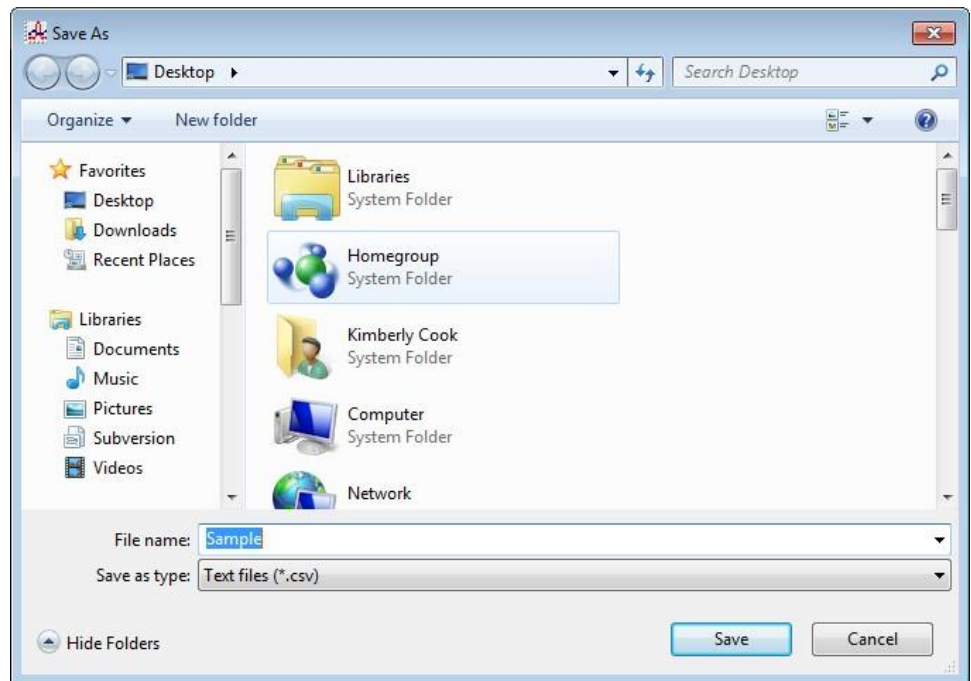 Save As
Desktop
Search Desktop
Organize
New folder
Favorites
Desktop
Downloads
Recent Places
Libraries
Documents
Music
Pictures
Subversion
Videos
Libraries
System Folder
Homegroup
System Folder
Kimberly Cook
System Folder
Computer
System Folder
Network
File name: Sample
Save as type: Text files (*.csv)
Hide Folders
Save
Cancel